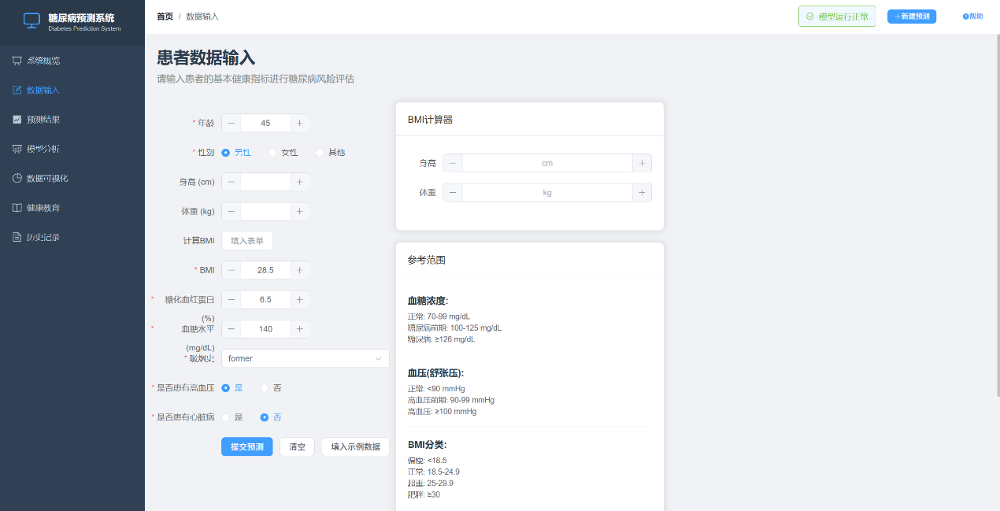 糖尿病预测系统
Diabetes Prediction System
首页 / 数据输入
模型运行正常
+新建预测
帮助
系统概览
数据输入
预测结果
模型分析
数据可视化
健康教育
历史记录
患者数据输入
请输入患者的基本健康指标进行糖尿病风险评估
* 年龄 − 45 +
* 性别 男性 女性 其他
身高 (cm) − +
体重 (kg) − +
计算BMI 填入表单
* BMI − 28.5 +
* 糖化血红蛋白 − 6.5 +
(%)
* 血糖水平 − 140 +
(mg/dL)
* 吸烟史 former
* 是否患有高血压 是 否
* 是否患有心脏病 是 否
提交预测 清空 填入示例数据
BMI计算器
身高 − cm +
体重 − kg +
参考范围
血糖浓度:
正常: 70-99 mg/dL
糖尿病前期: 100-125 mg/dL
糖尿病: ≥126 mg/dL
血压(舒张压):
正常: <90 mmHg
高血压前期: 90-99 mmHg
高血压: ≥100 mmHg
BMI分类:
偏瘦: <18.5
正常: 18.5-24.9
超重: 25-29.9
肥胖: ≥30